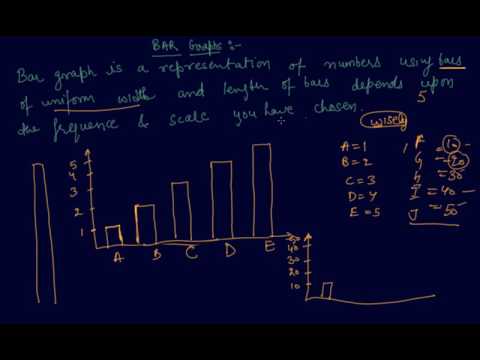 BAR Graphs :-
Bar graph is a representation of numbers using bars
of uniform width and length of bars depends upon
5
the frequence & scale you have chosen.
wisely
A = 1
B = 2
C = 3
D = 4
E = 5
F = 10
G = 20
H = 30
I = 40
J = 50
5
4
3
2
1
A B C D E
50
40
30
20
10